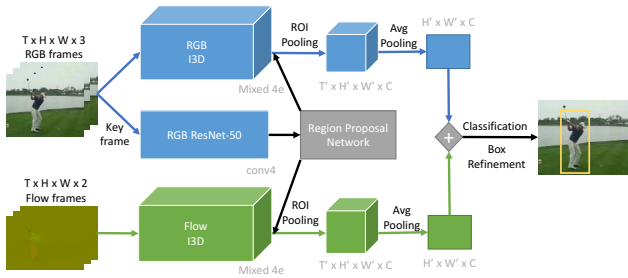 T x H x W x 3
RGB frames
RGB
I3D
Mixed 4e
ROI
Pooling
T' x H' x W' x C
Avg
Pooling
H' x W' x C
Key
frame
RGB ResNet-50
conv4
Region Proposal
Network
+
Classification
Box
Refinement
T x H x W x 2
Flow frames
Flow
I3D
Mixed 4e
ROI
Pooling
T' x H' x W' x C
Avg
Pooling
H' x W' x C